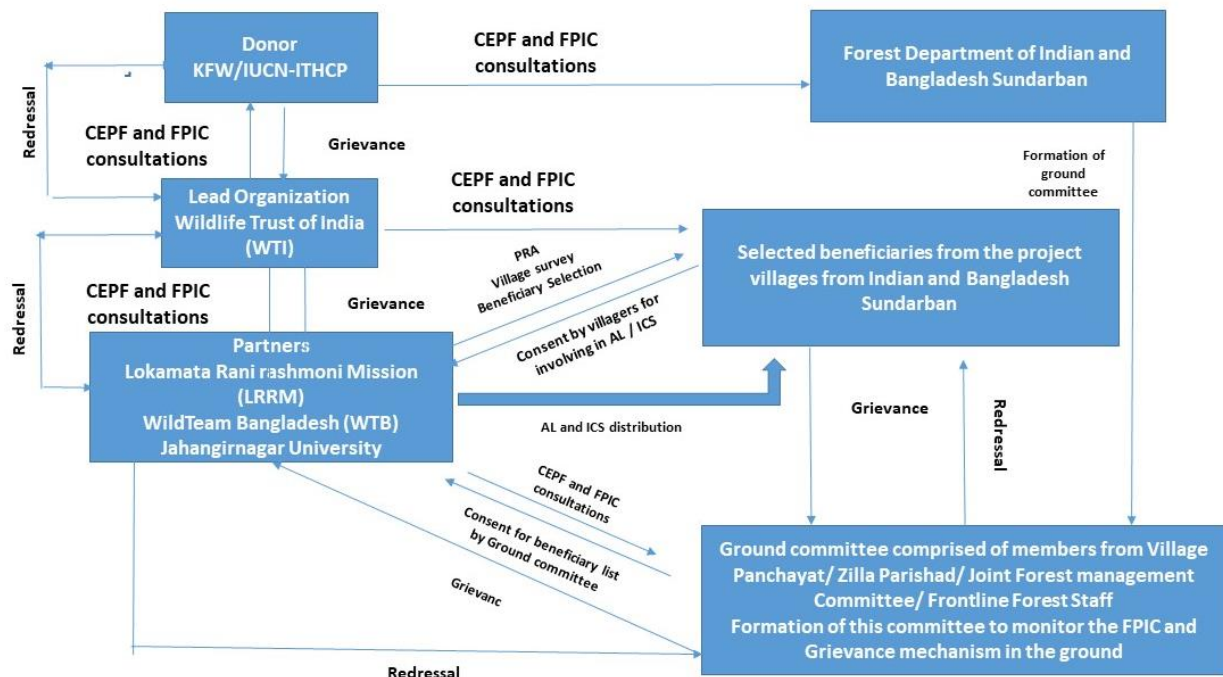 Donor
KFW/IUCN-ITHCP
CEPF and FPIC
consultations
Forest Department of Indian and
Bangladesh Sundarban
Redressal
CEPF and FPIC
consultations
Grievance
Formation of
ground
committee
Lead Organization
Wildlife Trust of India
(WTI)
CEPF and FPIC
consultations
Selected beneficiaries from the project
villages from Indian and Bangladesh
Sundarban
PRA
Village survey
Beneficiary Selection
Redressal
CEPF and FPIC
consultations
Grievance
Consent by villagers for
involving in AL / ICS
Partners
Lokamata Rani rashmoni Mission
(LRRM)
WildTeam Bangladesh (WTB)
Jahangirnagar University
AL and ICS distribution
Grievance
Redressal
CEPF and FPIC
consultations
Consent for beneficiary list
by Ground committee
Grievanc
Ground committee comprised of members from Village
Panchayat/ Zilla Parishad/ Joint Forest management
Committee/ Frontline Forest Staff
Formation of this committee to monitor the FPIC and
Grievance mechanism in the ground
Redressal